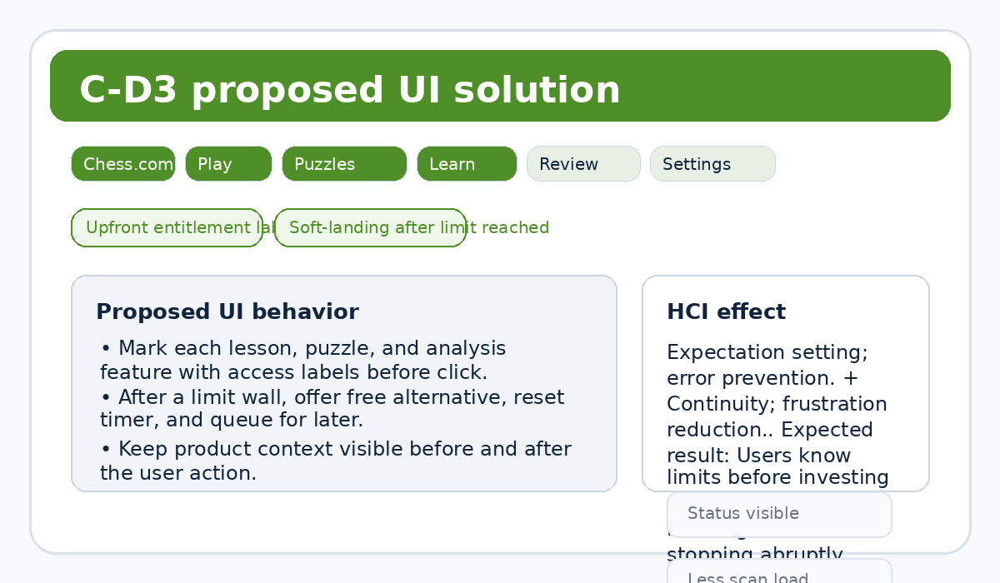 C-D3 proposed UI solution
Chess.com Play Puzzles Learn Review Settings
Upfront entitlement Soft-landing after limit reached
Proposed UI behavior
• Mark each lesson, puzzle, and analysis
feature with access labels before click.
• After a limit wall, offer free alternative, reset
timer, and queue for later.
• Keep product context visible before and after
the user action.
HCI effect
Expectation setting;
error prevention. +
Continuity; frustration
reduction.. Expected
result: Users know
limits before investing
Status visible
stopping abruptly
Less scan load